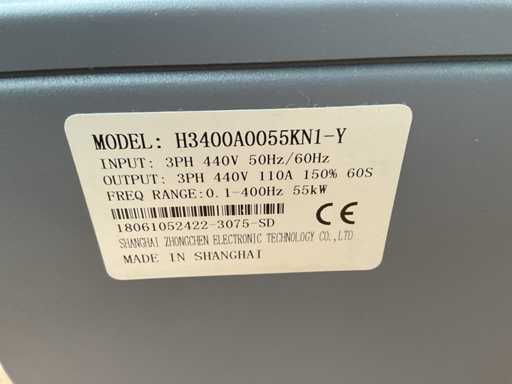 MODEL: H3400A0055KN1-Y
INPUT: 3PH 440V 50Hz/60Hz
OUTPUT: 3PH 440V 110A 150% 60S
FREQ RANGE:0.1-400Hz 55kW
18061052422-3075-SD
CE
SHANGHAI ZHONGCHEN ELECTRONIC TECHNOLOGY CO.,LTD
MADE IN SHANGHAI